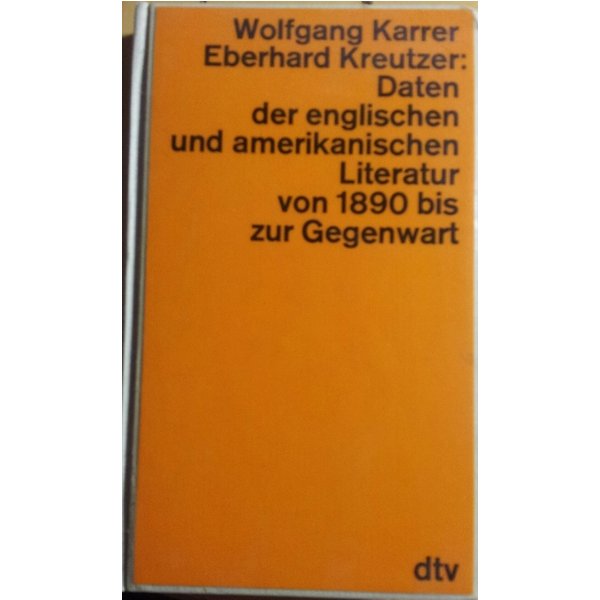 Wolfgang Karrer
Eberhard Kreutzer:
Daten
der englischen
und amerikanischen
Literatur
von 1890 bis
zur Gegenwart
dtv